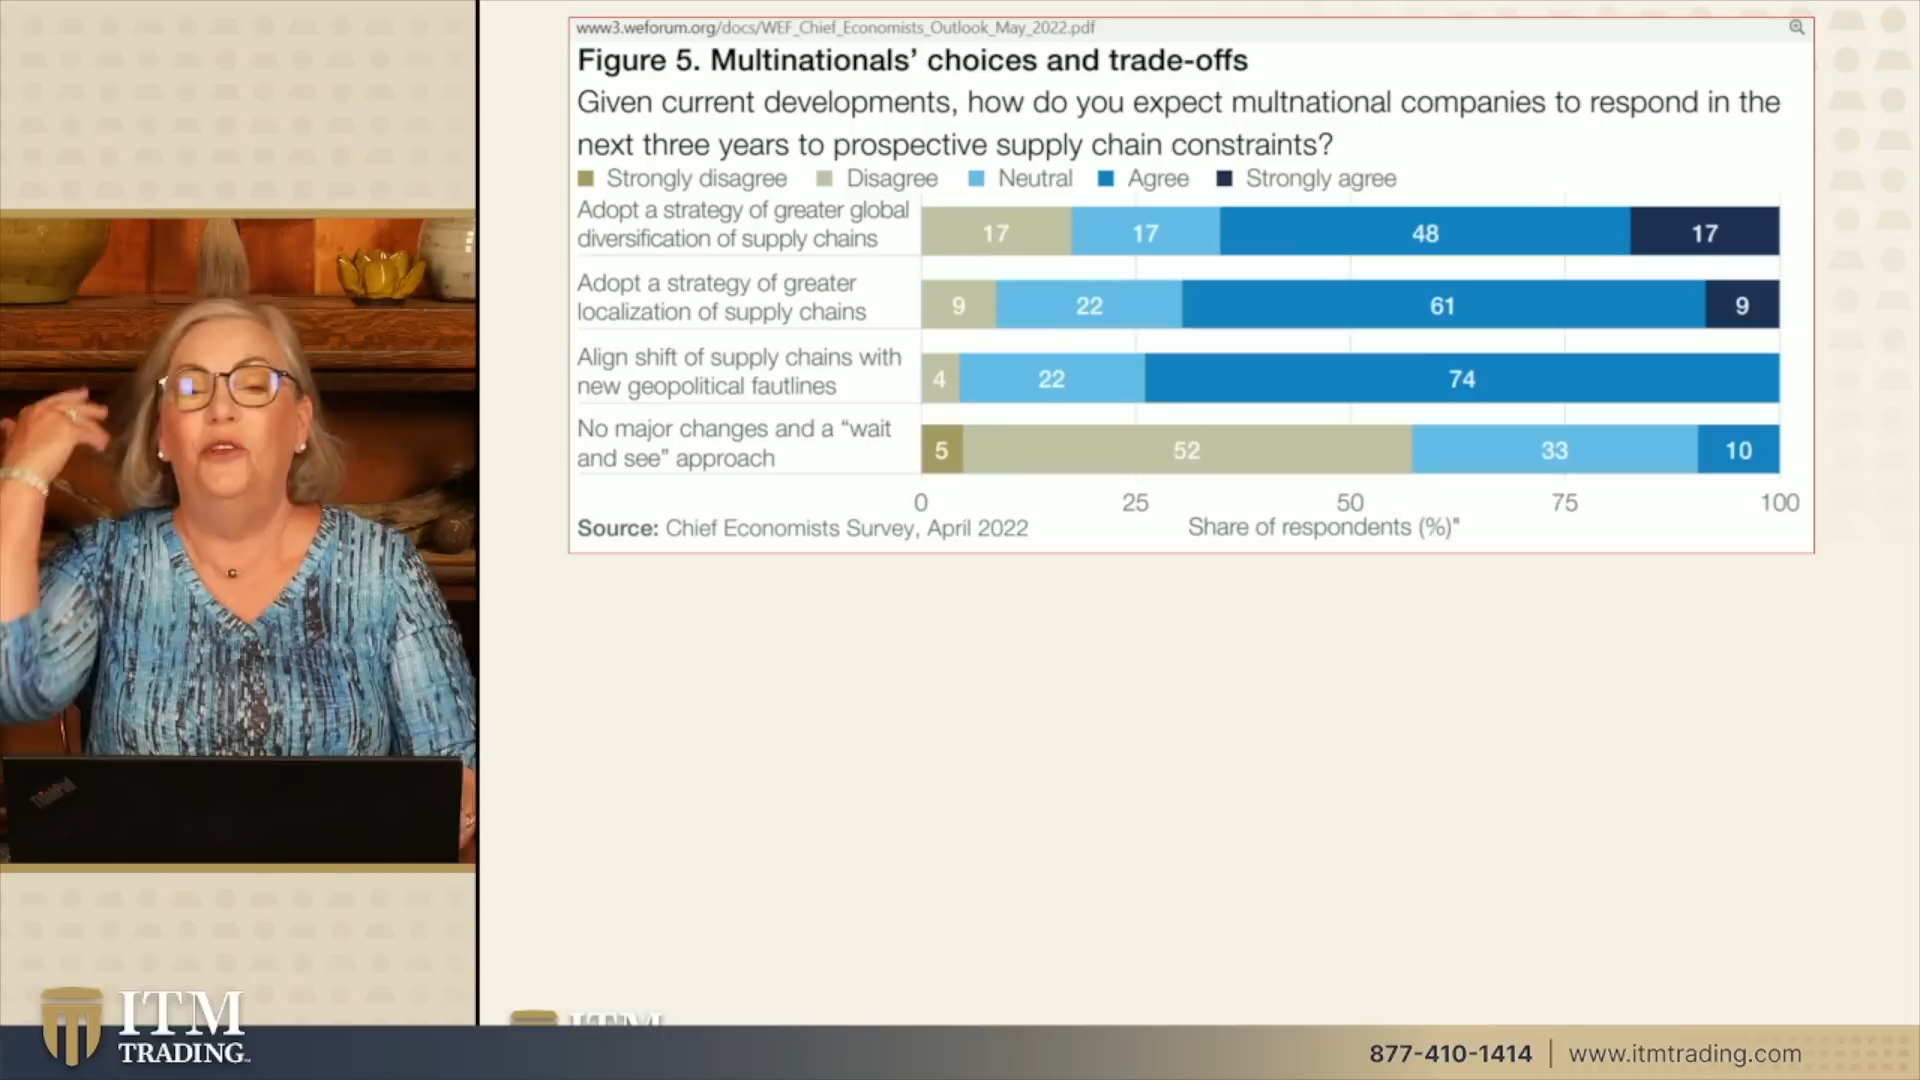 www3.weforum.org/docs/WEF_Chief_Economists_Outlook_May_2022.pdf
Figure 5. Multinationals’ choices and trade-offs
Given current developments, how do you expect multnational companies to respond in the
next three years to prospective supply chain constraints?
Strongly disagree Disagree Neutral Agree Strongly agree
Adopt a strategy of greater global
diversification of supply chains
17 17 48 17
Adopt a strategy of greater
localization of supply chains
9 22 61 9
Align shift of supply chains with
new geopolitical fautlines
4 22 74
No major changes and a “wait
and see” approach
5 52 33 10
0 25 50 75 100
Source: Chief Economists Survey, April 2022
Share of respondents (%)"
ThinkPad
ITM
TRADING
ITM
877-410-1414 | www.itmtrading.com